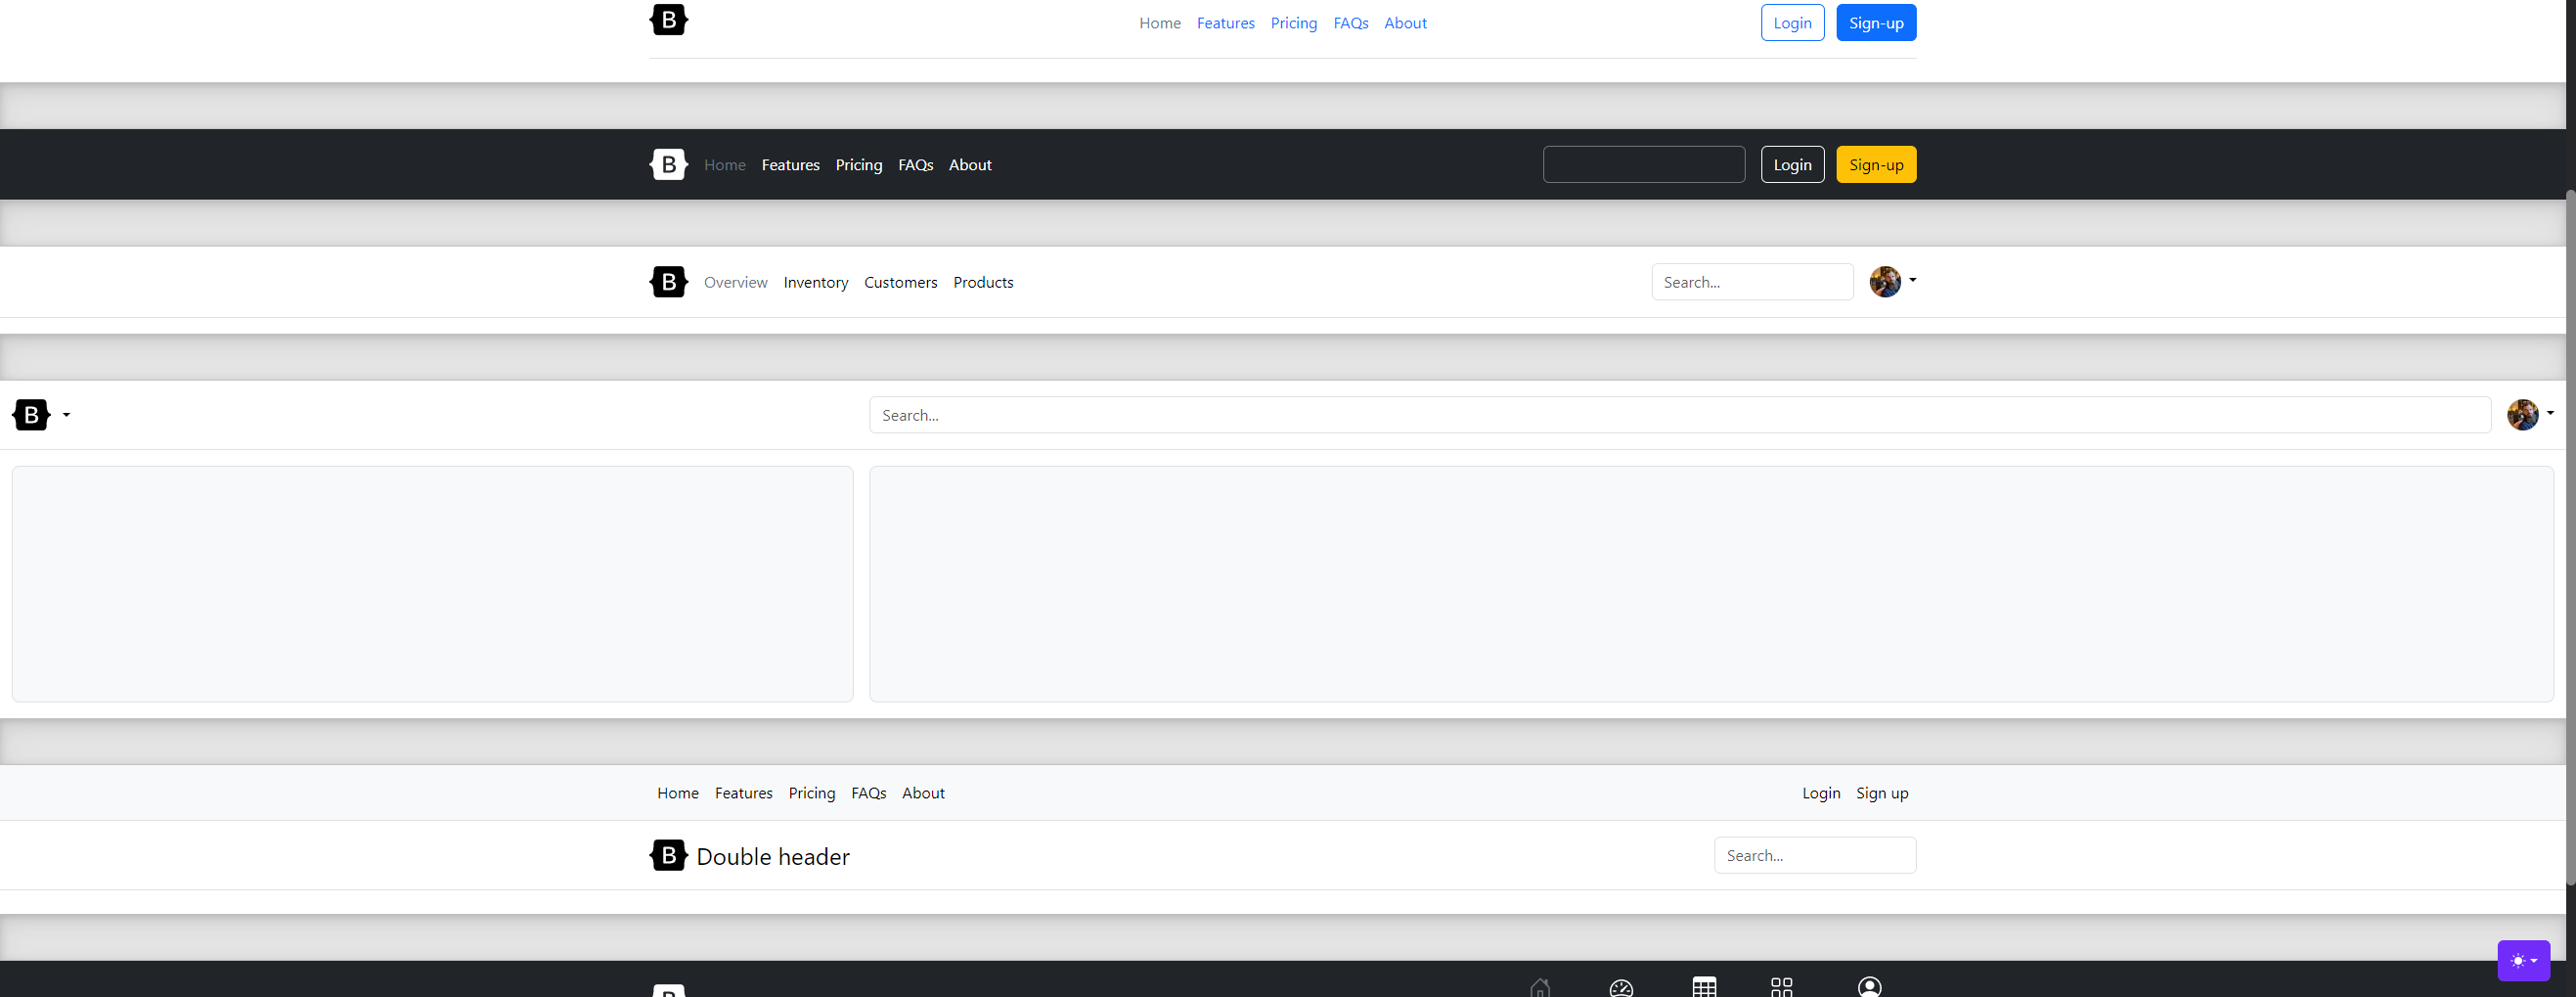 B Home Features Pricing FAQs About Login Sign-up
B Home Features Pricing FAQs About Login Sign-up
B Overview Inventory Customers Products Search...
B Search...
Home Features Pricing FAQs About Login Sign up
B Double header Search...